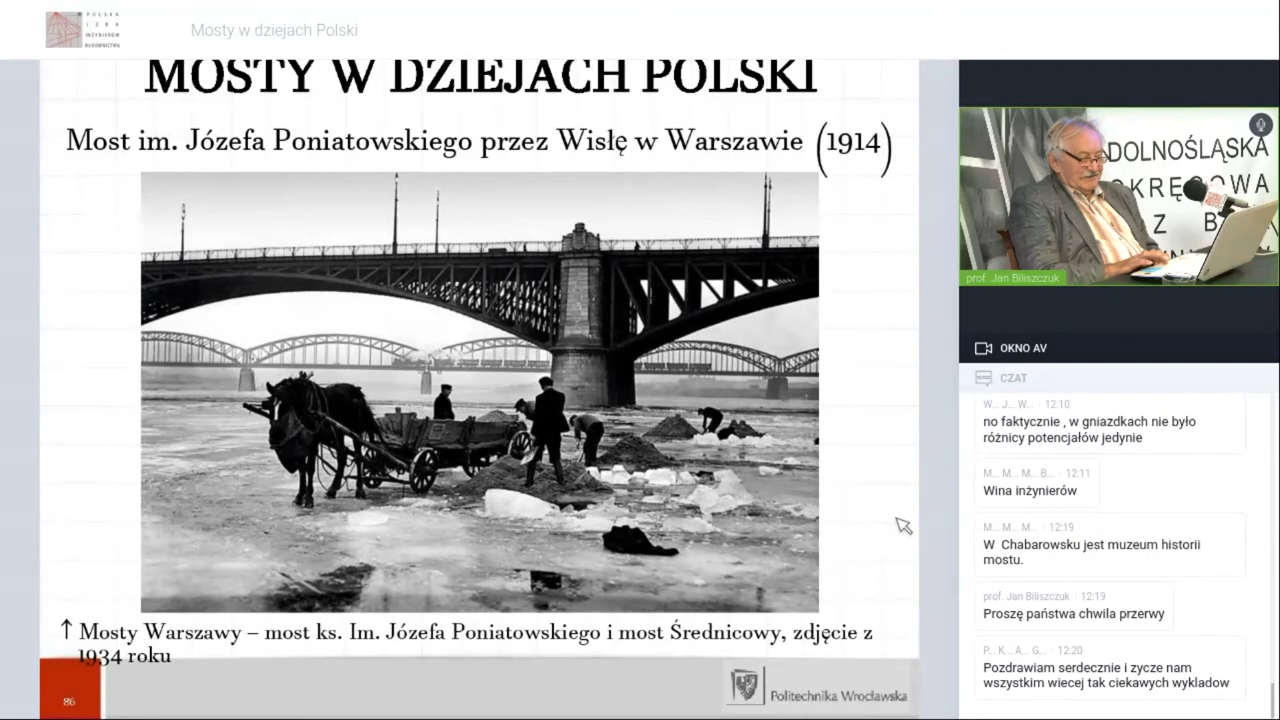 POLSKA
IZBA
INŻYNIERÓW
BUDOWNICTWA
Mosty w dziejach Polski
MOSTY W DZIEJACH POLSKI
Most im. Józefa Poniatowskiego przez Wisłę w Warszawie (1914)
↑ Mosty Warszawy – most ks. Im. Józefa Poniatowskiego i most Średnicowy, zdjęcie z
1934 roku
86
Politechnika Wrocławska
DOLNOŚLĄSKA
OKRĘGOWA
prof. Jan Biliszczuk
OKNO AV
CZAT
W... J... W... 12:10
no faktycznie , w gniazdkach nie było
różnicy potencjałów jedynie
M... M... M... B... 12:11
Wina inżynierów
M... M... M... 12:19
W Chabarowsku jest muzeum historii
mostu.
prof. Jan Biliszczuk 12:19
Proszę państwa chwila przerwy
P... K... A... G... 12:20
Pozdrawiam serdecznie i zycze nam
wszystkim wiecej tak ciekawych wykladow